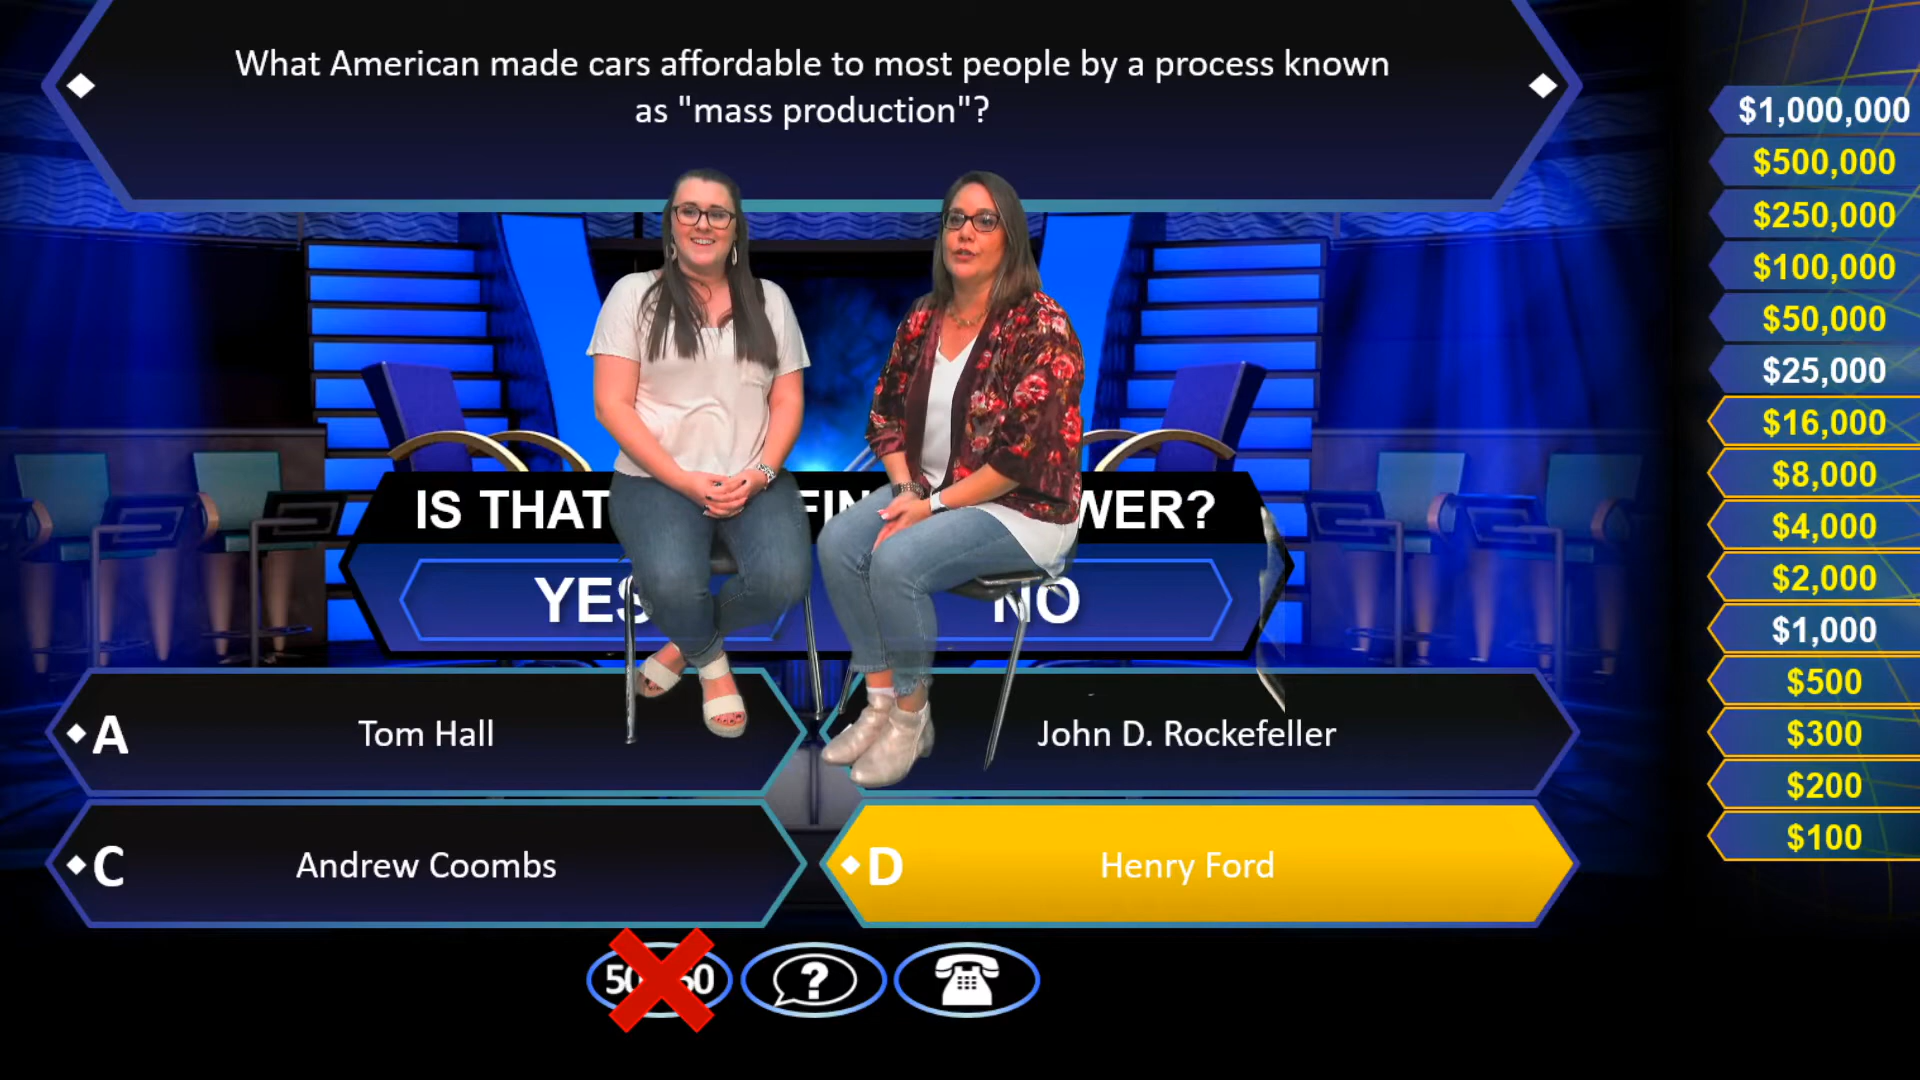 What American made cars affordable to most people by a process known
as "mass production"?
$1,000,000
$500,000
$250,000
$100,000
$50,000
$25,000
$16,000
$8,000
$4,000
$2,000
$1,000
$500
$300
$200
$100
IS THAT
YES NO
A Tom Hall
John D. Rockefeller
C Andrew Coombs
D Henry Ford
?